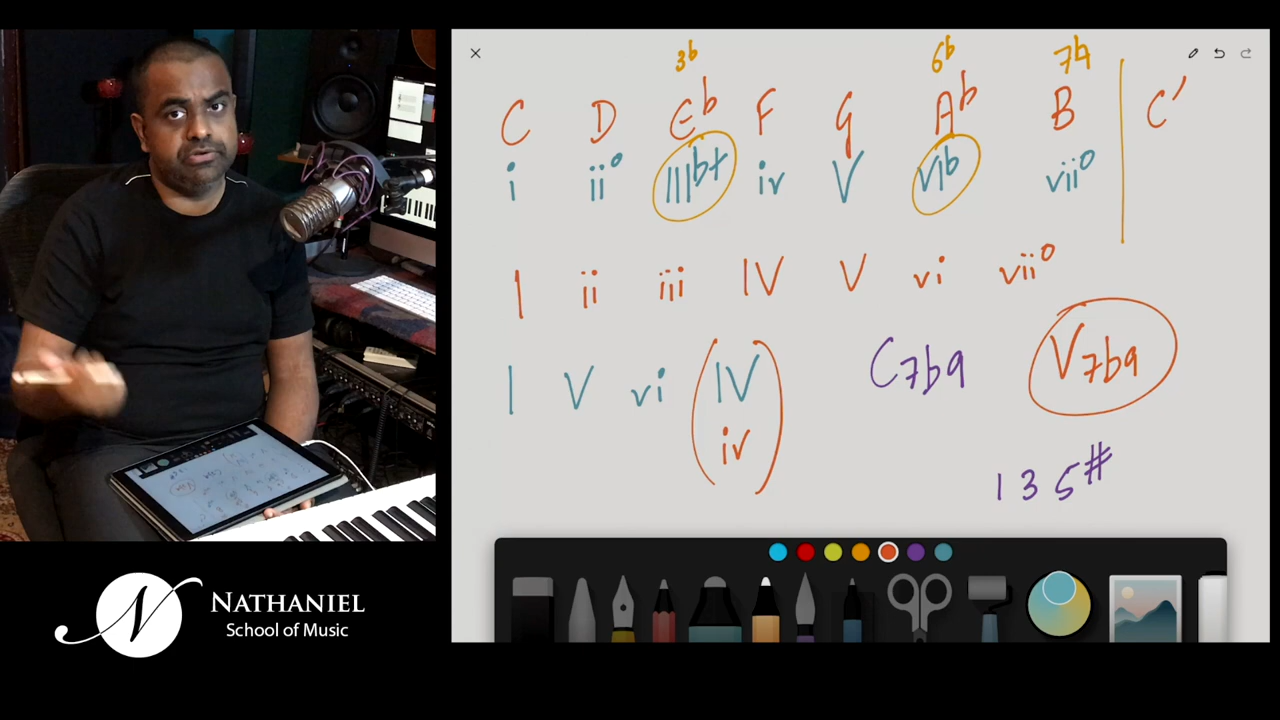 3b 6b 7♮
C D Eb F G Ab B C'
i ii° IIIb+ iv V VIb vii°
I ii iii IV V vi vii°
I V vi IV C7b9 V7b9
iv
1 3 5#
N NATHANIEL
School of Music